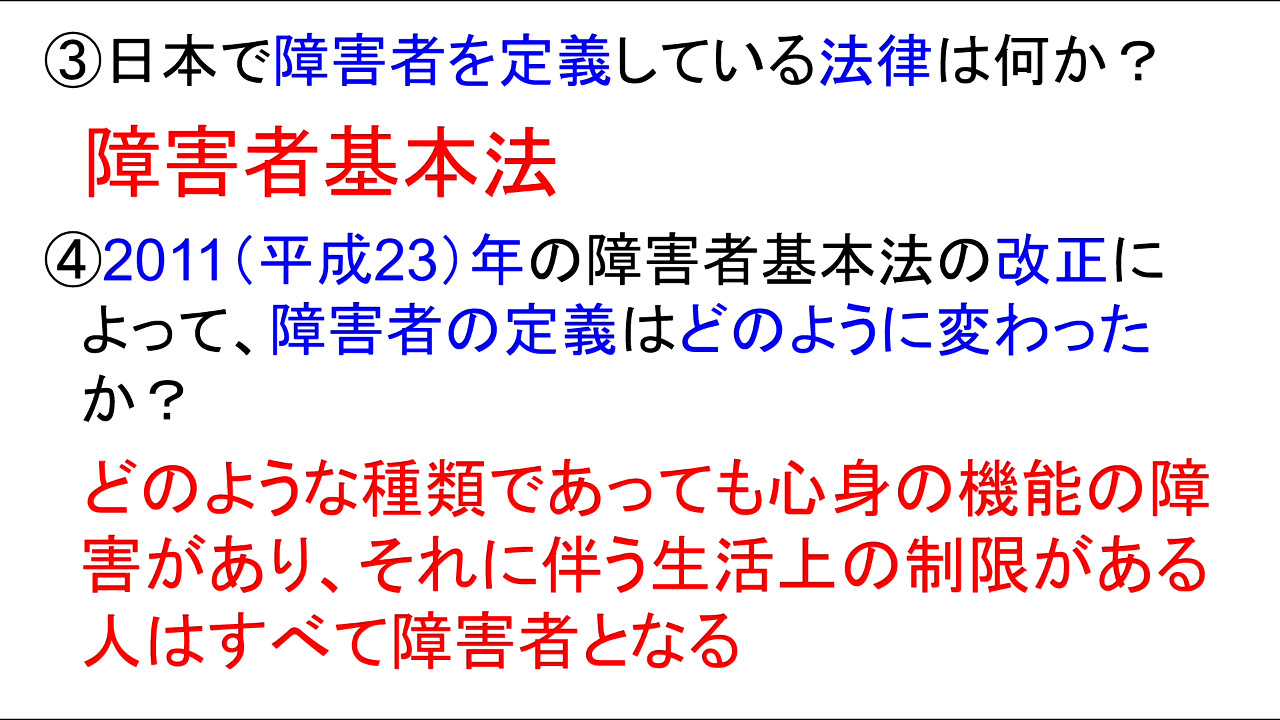 ③日本で障害者を定義している法律は何か？
障害者基本法
④2011（平成23）年の障害者基本法の改正に
よって、障害者の定義はどのように変わった
か？
どのような種類であっても心身の機能の障
害があり、それに伴う生活上の制限がある
人はすべて障害者となる